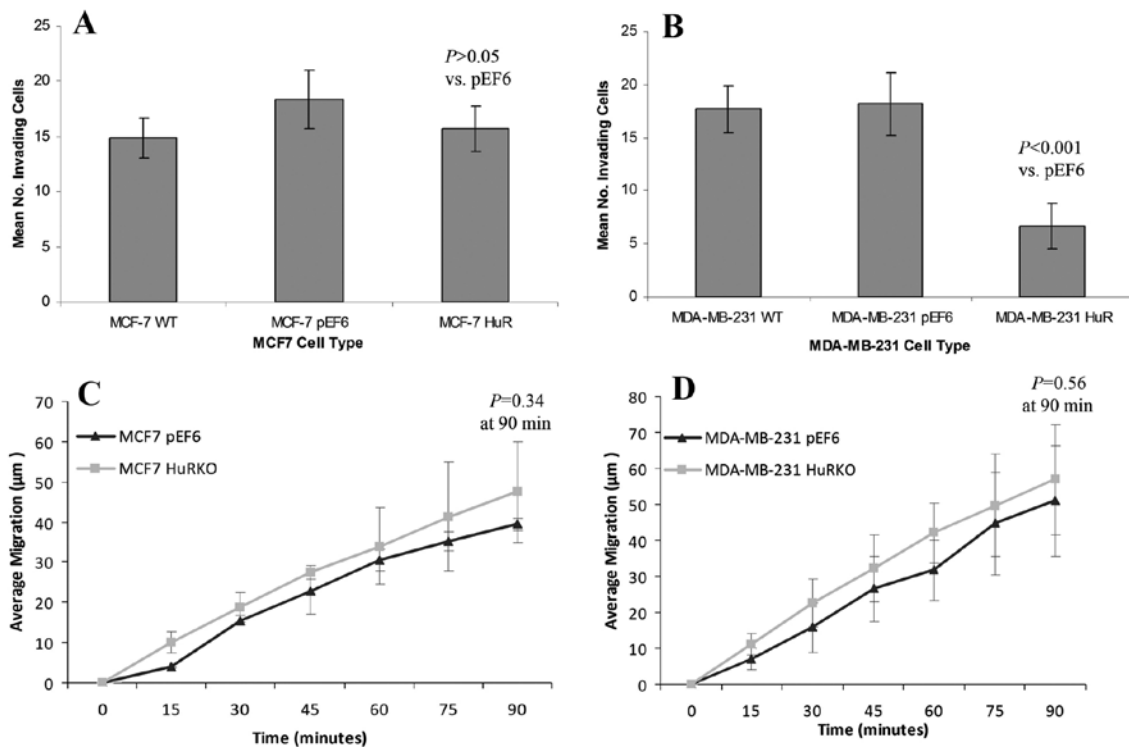 A
25
20
15
10
5
0
Mean No. Invading Cells
P>0.05
vs. pEF6
MCF-7 WT
MCF-7 pEF6
MCF-7 HuR
MCF7 Cell Type
B
25
20
15
10
5
0
Mean No. Invading Cells
P<0.001
vs. pEF6
MDA-MB-231 WT
MDA-MB-231 pEF6
MDA-MB-231 HuR
MDA-MB-231 Cell Type
C
70
60
50
40
30
20
10
0
Average Migration (µm)
MCF7 pEF6
MCF7 HuRKO
P=0.34
at 90 min
0 15 30 45 60 75 90
Time (minutes)
D
80
70
60
50
40
30
20
10
0
Average Migration (µm)
MDA-MB-231 pEF6
MDA-MB-231 HuRKO
P=0.56
at 90 min
0 15 30 45 60 75 90
Time (minutes)